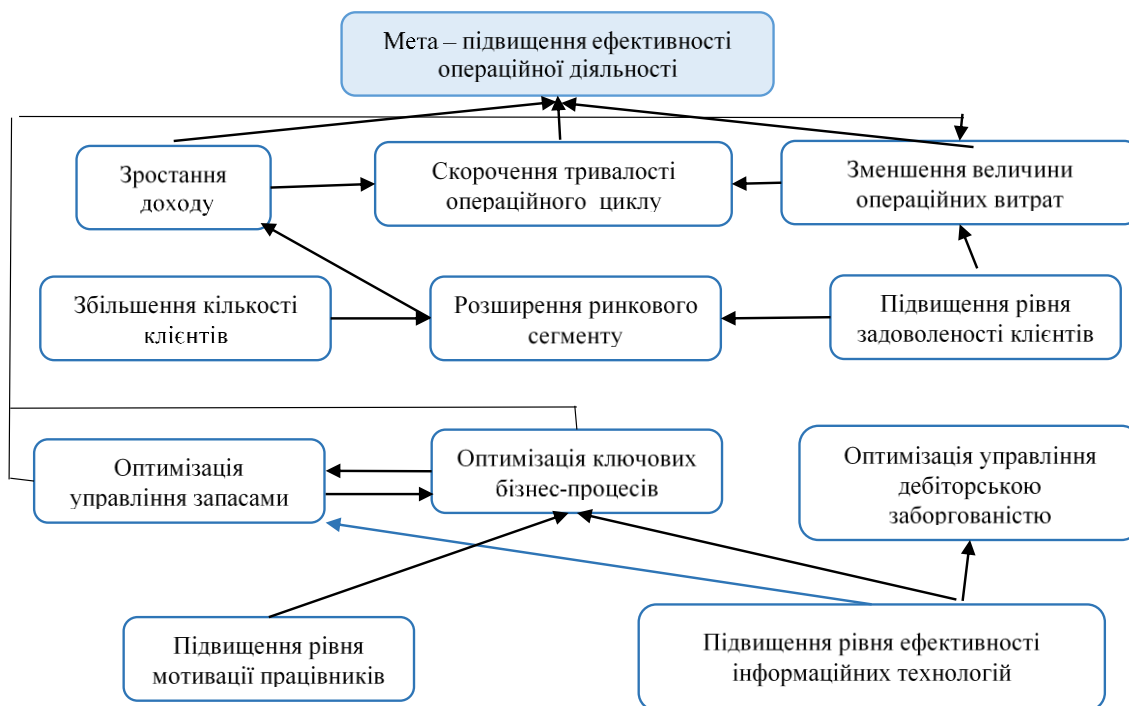 Мета – підвищення ефективності
операційної діяльності
Зростання
доходу
Скорочення тривалості
операційного циклу
Зменшення величини
операційних витрат
Збільшення кількості
клієнтів
Розширення ринкового
сегменту
Підвищення рівня
задоволеності клієнтів
Оптимізація
управління запасами
Оптимізація ключових
бізнес-процесів
Оптимізація управління
дебіторською
заборгованістю
Підвищення рівня
мотивації працівників
Підвищення рівня ефективності
інформаційних технологій